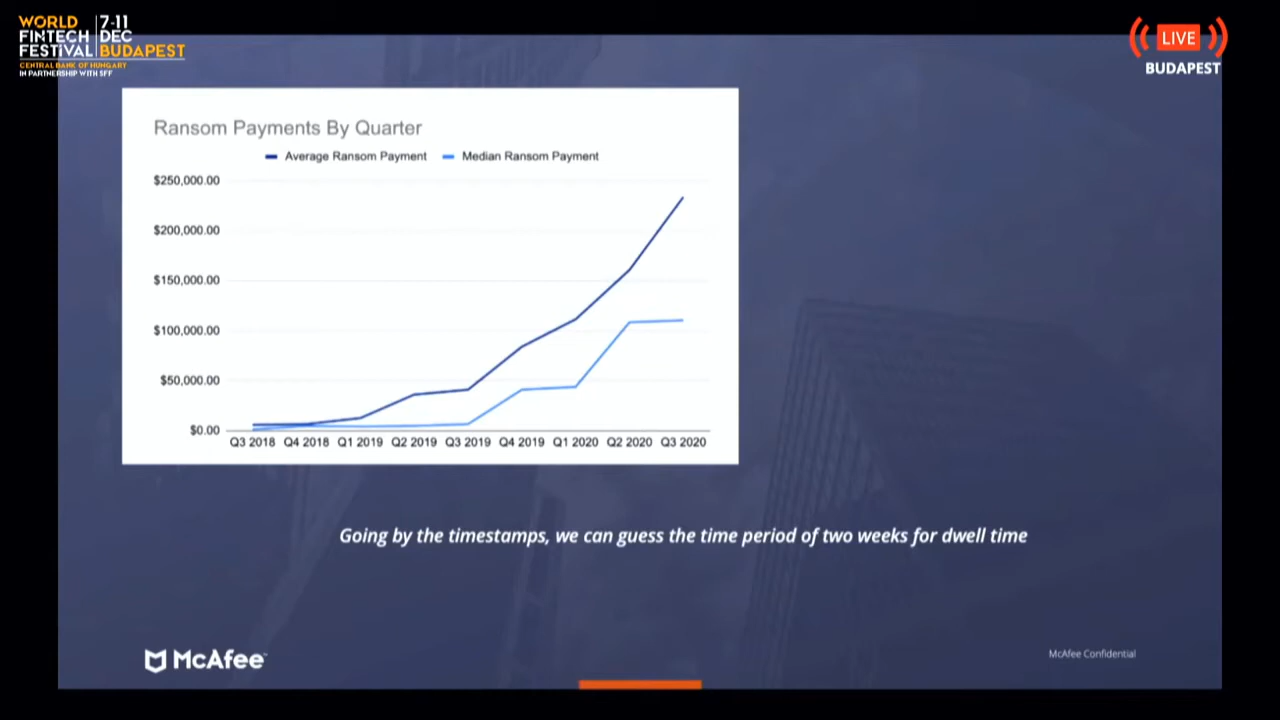 WORLD
FINTECH
FESTIVAL
7-11
DEC
BUDAPEST
CENTRAL BANK OF HUNGARY
IN PARTNERSHIP WITH SFF
LIVE
BUDAPEST
Ransom Payments By Quarter
Average Ransom Payment Median Ransom Payment
$250,000.00
$200,000.00
$150,000.00
$100,000.00
$50,000.00
$0.00
Q3 2018 Q4 2018 Q1 2019 Q2 2019 Q3 2019 Q4 2019 Q1 2020 Q2 2020 Q3 2020
Going by the timestamps, we can guess the time period of two weeks for dwell time
McAfee™
McAfee Confidential